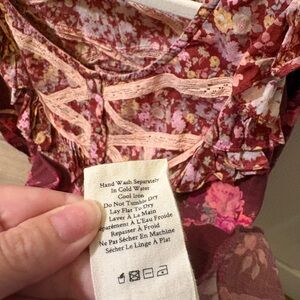 Hand Wash Separately
In Cold Water
Cool Iron
Do Not Tumble Dry
Lay Flat To Dry
Laver À La Main
Séparément À L'Eau Froide
Repasser À Froid
Ne Pas Sécher En Machine
Sécher Le Linge À Plat